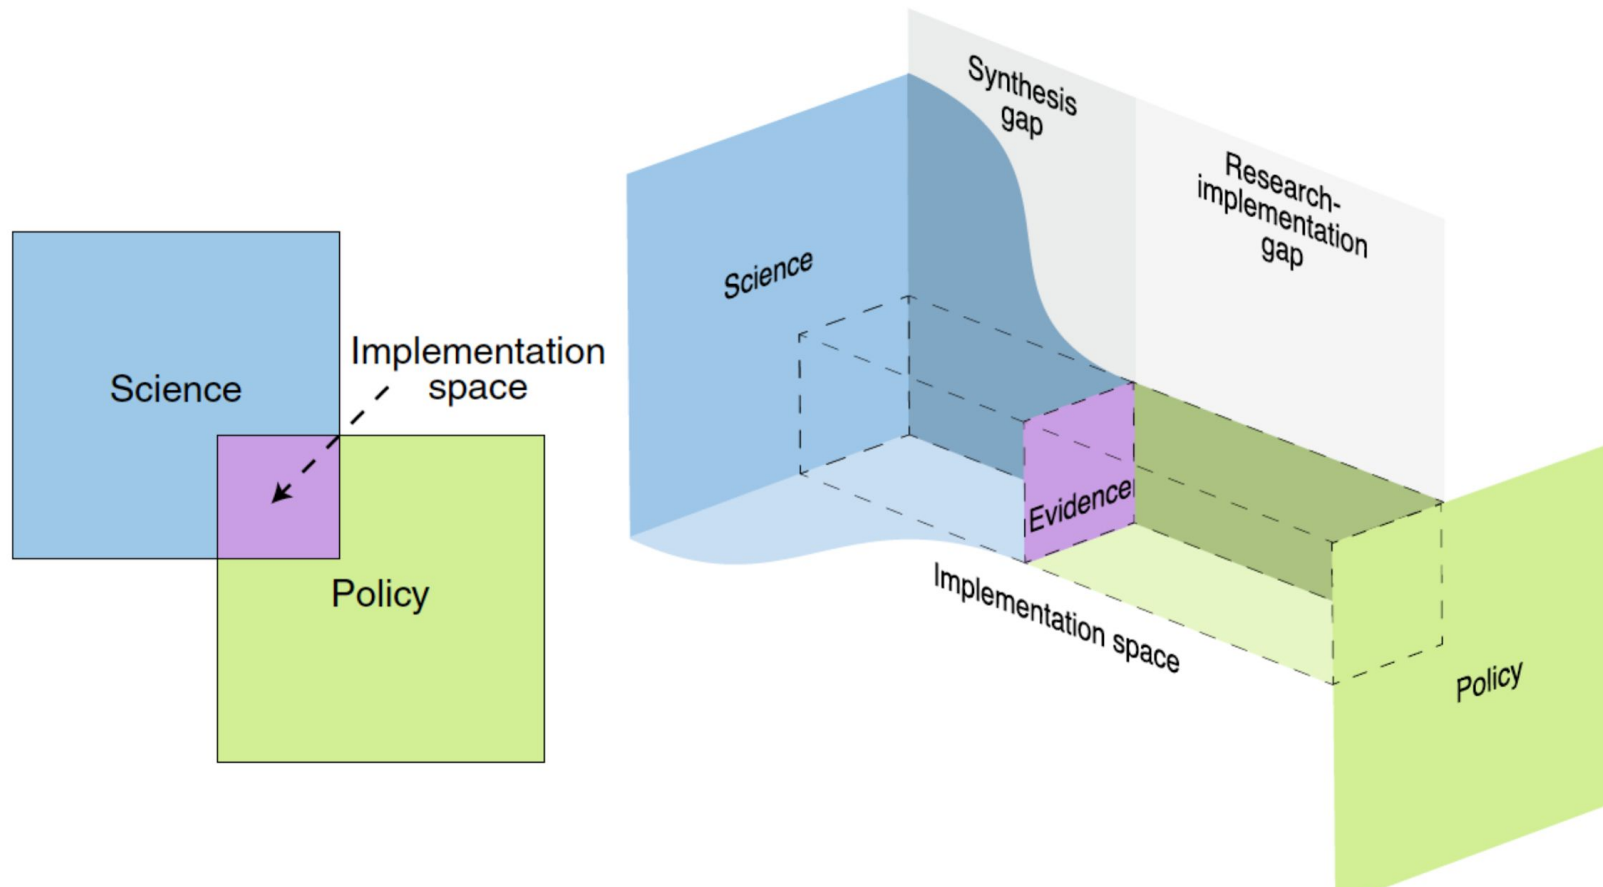 Science
Implementation
space
Policy
Synthesis
gap
Research-
implementation
gap
Science
Evidence
Implementation space
Policy